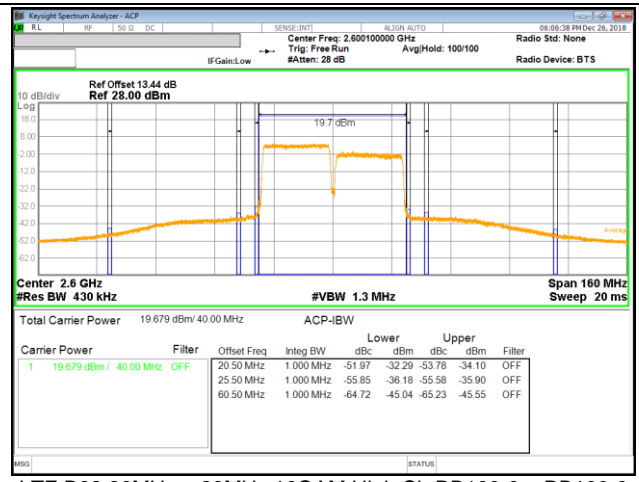 Keysight Spectrum Analyzer - ACP
RL RF 50 Ω DC SENSE:INT ALIGN AUTO 06:06:38 PM Dec 26, 2018
Center Freq: 2.600100000 GHz Radio Std: None
Trig: Free Run Avg|Hold: 100/100
IFGain:Low #Atten: 28 dB Radio Device: BTS
Ref Offset 13.44 dB
10 dB/div Ref 28.00 dBm
Log
18.0
8.00
-2.00
-12.0
-22.0
-32.0
-42.0
-52.0
-62.0
19.7 dBm
Average
Center 2.6 GHz Span 160 MHz
#Res BW 430 kHz #VBW 1.3 MHz Sweep 20 ms
Total Carrier Power 19.679 dBm/ 40.00 MHz ACP-IBW
Lower Upper
Carrier Power Filter Offset Freq Integ BW dBc dBm dBc dBm Filter
1 19.679 dBm / 40.00 MHz OFF 20.50 MHz 1.000 MHz -51.97 -32.29 -53.78 -34.10 OFF
25.50 MHz 1.000 MHz -55.85 -36.18 -55.58 -35.90 OFF
60.50 MHz 1.000 MHz -64.72 -45.04 -65.23 -45.55 OFF
MSG STATUS